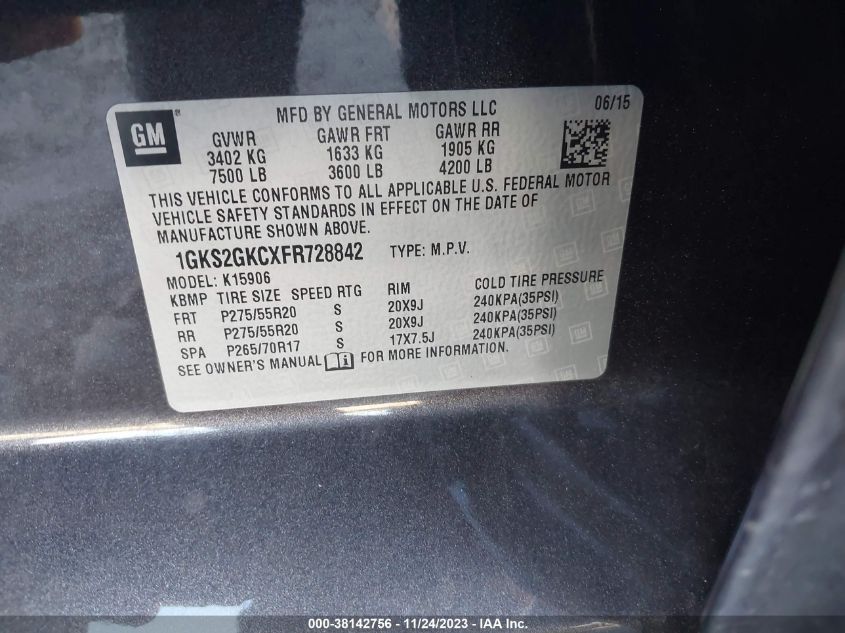 GM ®
MFD BY GENERAL MOTORS LLC 06/15
GVWR GAWR FRT GAWR RR
3402 KG 1633 KG 1905 KG
7500 LB 3600 LB 4200 LB
THIS VEHICLE CONFORMS TO ALL APPLICABLE U.S. FEDERAL MOTOR
VEHICLE SAFETY STANDARDS IN EFFECT ON THE DATE OF
MANUFACTURE SHOWN ABOVE.
1GKS2GKCXFR728842 TYPE: M.P.V.
MODEL: K15906
KBMP TIRE SIZE SPEED RTG RIM COLD TIRE PRESSURE
FRT P275/55R20 S 20X9J 240KPA(35PSI)
RR P275/55R20 S 20X9J 240KPA(35PSI)
SPA P265/70R17 S 17X7.5J 240KPA(35PSI)
SEE OWNER'S MANUAL FOR MORE INFORMATION.
000-38142756 - 11/24/2023 - IAA Inc.